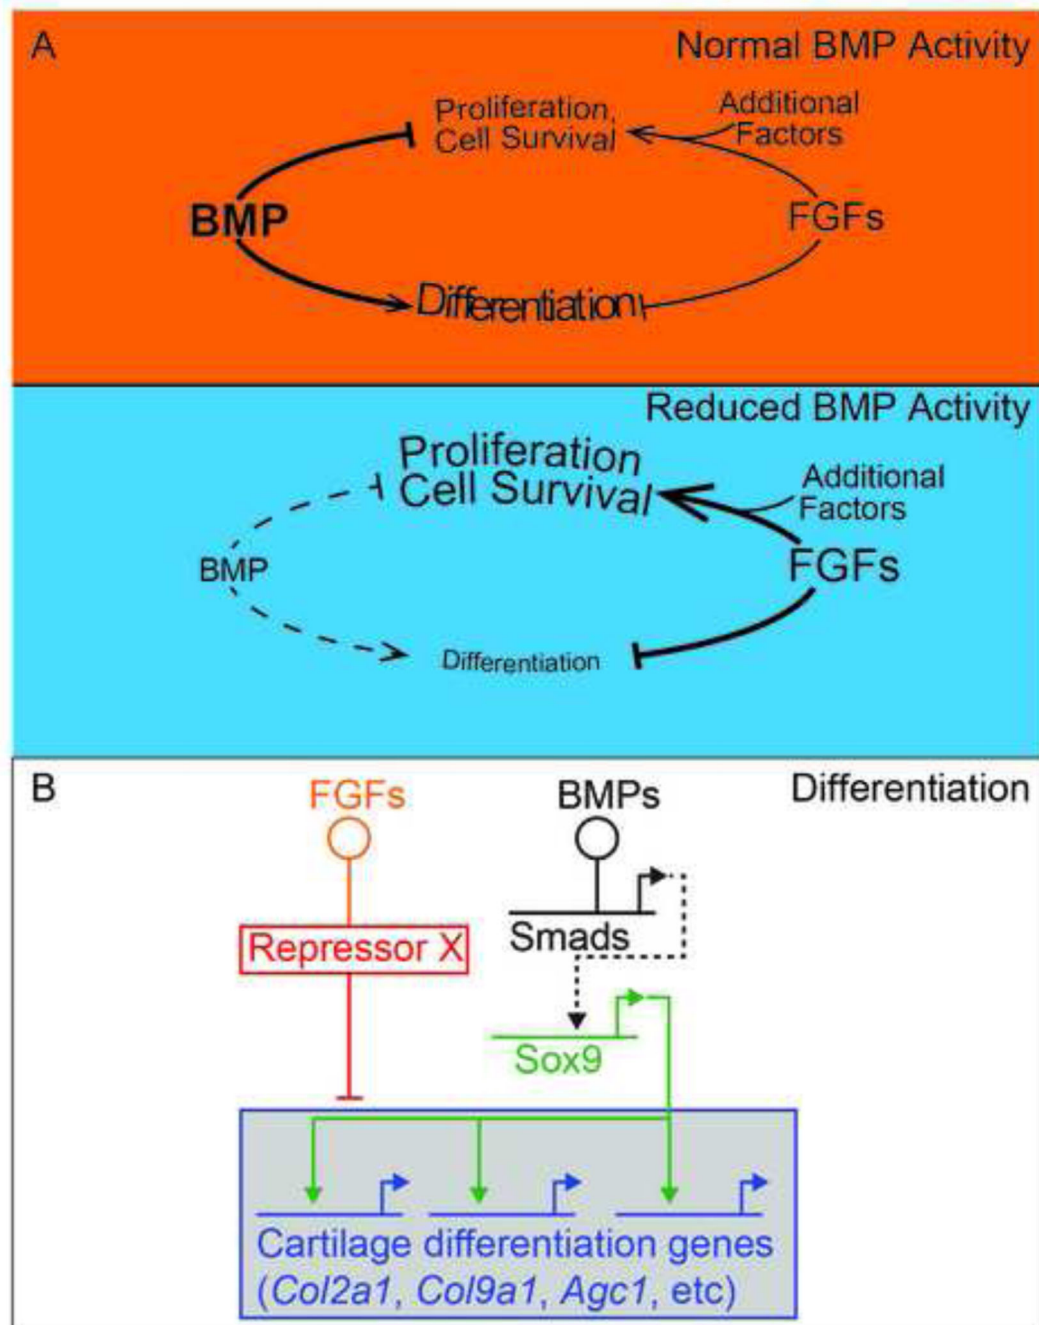 A
Normal BMP Activity
Proliferation,
Cell Survival
Additional
Factors
BMP
FGFs
Differentiation
Reduced BMP Activity
Proliferation
Cell Survival
Additional
Factors
BMP
FGFs
Differentiation
B
Differentiation
FGFs
BMPs
Smads
Repressor X
Sox9
Cartilage differentiation genes
(Col2a1, Col9a1, Agc1, etc)